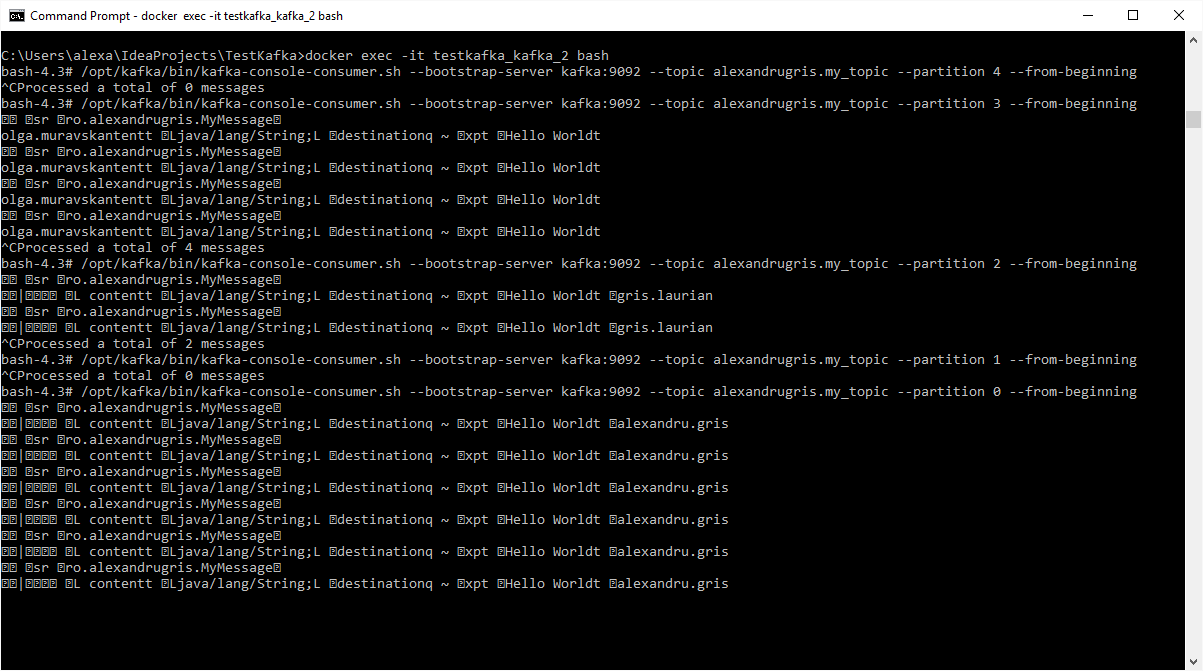 Command Prompt - docker exec -it testkafka_kafka_2 bash
C:\Users\alexa\IdeaProjects\TestKafka>docker exec -it testkafka_kafka_2 bash
bash-4.3# /opt/kafka/bin/kafka-console-consumer.sh --bootstrap-server kafka:9092 --topic alexandrugris.my_topic --partition 4 --from-beginning
^CProcessed a total of 0 messages
bash-4.3# /opt/kafka/bin/kafka-console-consumer.sh --bootstrap-server kafka:9092 --topic alexandrugris.my_topic --partition 3 --from-beginning
�� �sr �ro.alexandrugris.MyMessage�
olga.muravskantentt �Ljava/lang/String;L �destinationq ~ �xpt �Hello Worldt
�� �sr �ro.alexandrugris.MyMessage�
olga.muravskantentt �Ljava/lang/String;L �destinationq ~ �xpt �Hello Worldt
�� �sr �ro.alexandrugris.MyMessage�
olga.muravskantentt �Ljava/lang/String;L �destinationq ~ �xpt �Hello Worldt
�� �sr �ro.alexandrugris.MyMessage�
olga.muravskantentt �Ljava/lang/String;L �destinationq ~ �xpt �Hello Worldt
^CProcessed a total of 4 messages
bash-4.3# /opt/kafka/bin/kafka-console-consumer.sh --bootstrap-server kafka:9092 --topic alexandrugris.my_topic --partition 2 --from-beginning
�� �sr �ro.alexandrugris.MyMessage�
��|���� �L contentt �Ljava/lang/String;L �destinationq ~ �xpt �Hello Worldt �gris.laurian
�� �sr �ro.alexandrugris.MyMessage�
��|���� �L contentt �Ljava/lang/String;L �destinationq ~ �xpt �Hello Worldt �gris.laurian
^CProcessed a total of 2 messages
bash-4.3# /opt/kafka/bin/kafka-console-consumer.sh --bootstrap-server kafka:9092 --topic alexandrugris.my_topic --partition 1 --from-beginning
^CProcessed a total of 0 messages
bash-4.3# /opt/kafka/bin/kafka-console-consumer.sh --bootstrap-server kafka:9092 --topic alexandrugris.my_topic --partition 0 --from-beginning
�� �sr �ro.alexandrugris.MyMessage�
��|���� �L contentt �Ljava/lang/String;L �destinationq ~ �xpt �Hello Worldt �alexandru.gris
�� �sr �ro.alexandrugris.MyMessage�
��|���� �L contentt �Ljava/lang/String;L �destinationq ~ �xpt �Hello Worldt �alexandru.gris
�� �sr �ro.alexandrugris.MyMessage�
��|���� �L contentt �Ljava/lang/String;L �destinationq ~ �xpt �Hello Worldt �alexandru.gris
�� �sr �ro.alexandrugris.MyMessage�
��|���� �L contentt �Ljava/lang/String;L �destinationq ~ �xpt �Hello Worldt �alexandru.gris
�� �sr �ro.alexandrugris.MyMessage�
��|���� �L contentt �Ljava/lang/String;L �destinationq ~ �xpt �Hello Worldt �alexandru.gris
�� �sr �ro.alexandrugris.MyMessage�
��|���� �L contentt �Ljava/lang/String;L �destinationq ~ �xpt �Hello Worldt �alexandru.gris